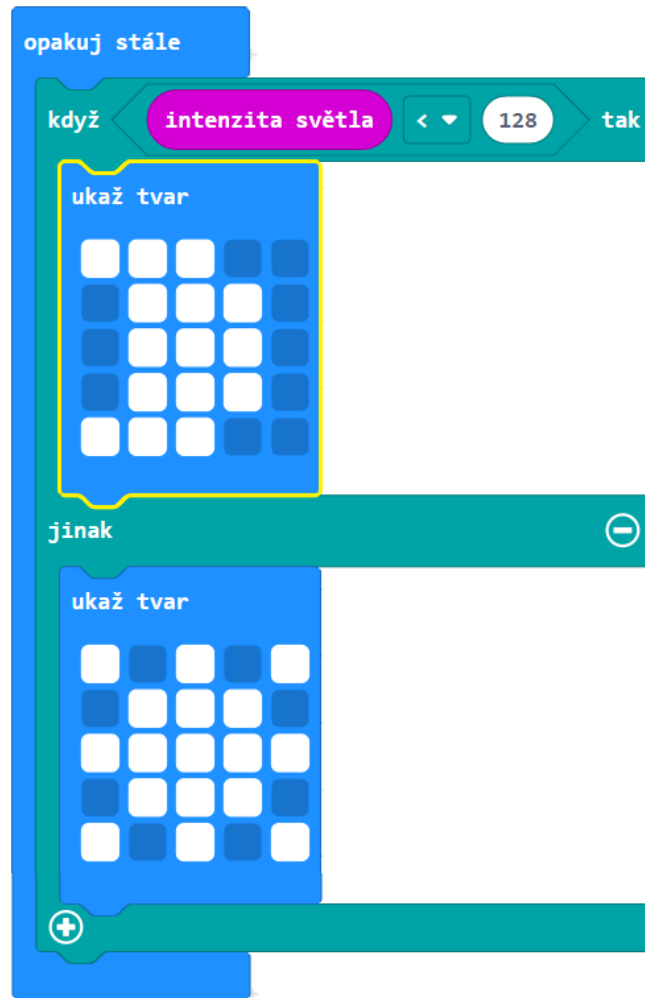 opakuj stále
když intenzita světla < 128 tak
ukaž tvar
jinak
ukaž tvar